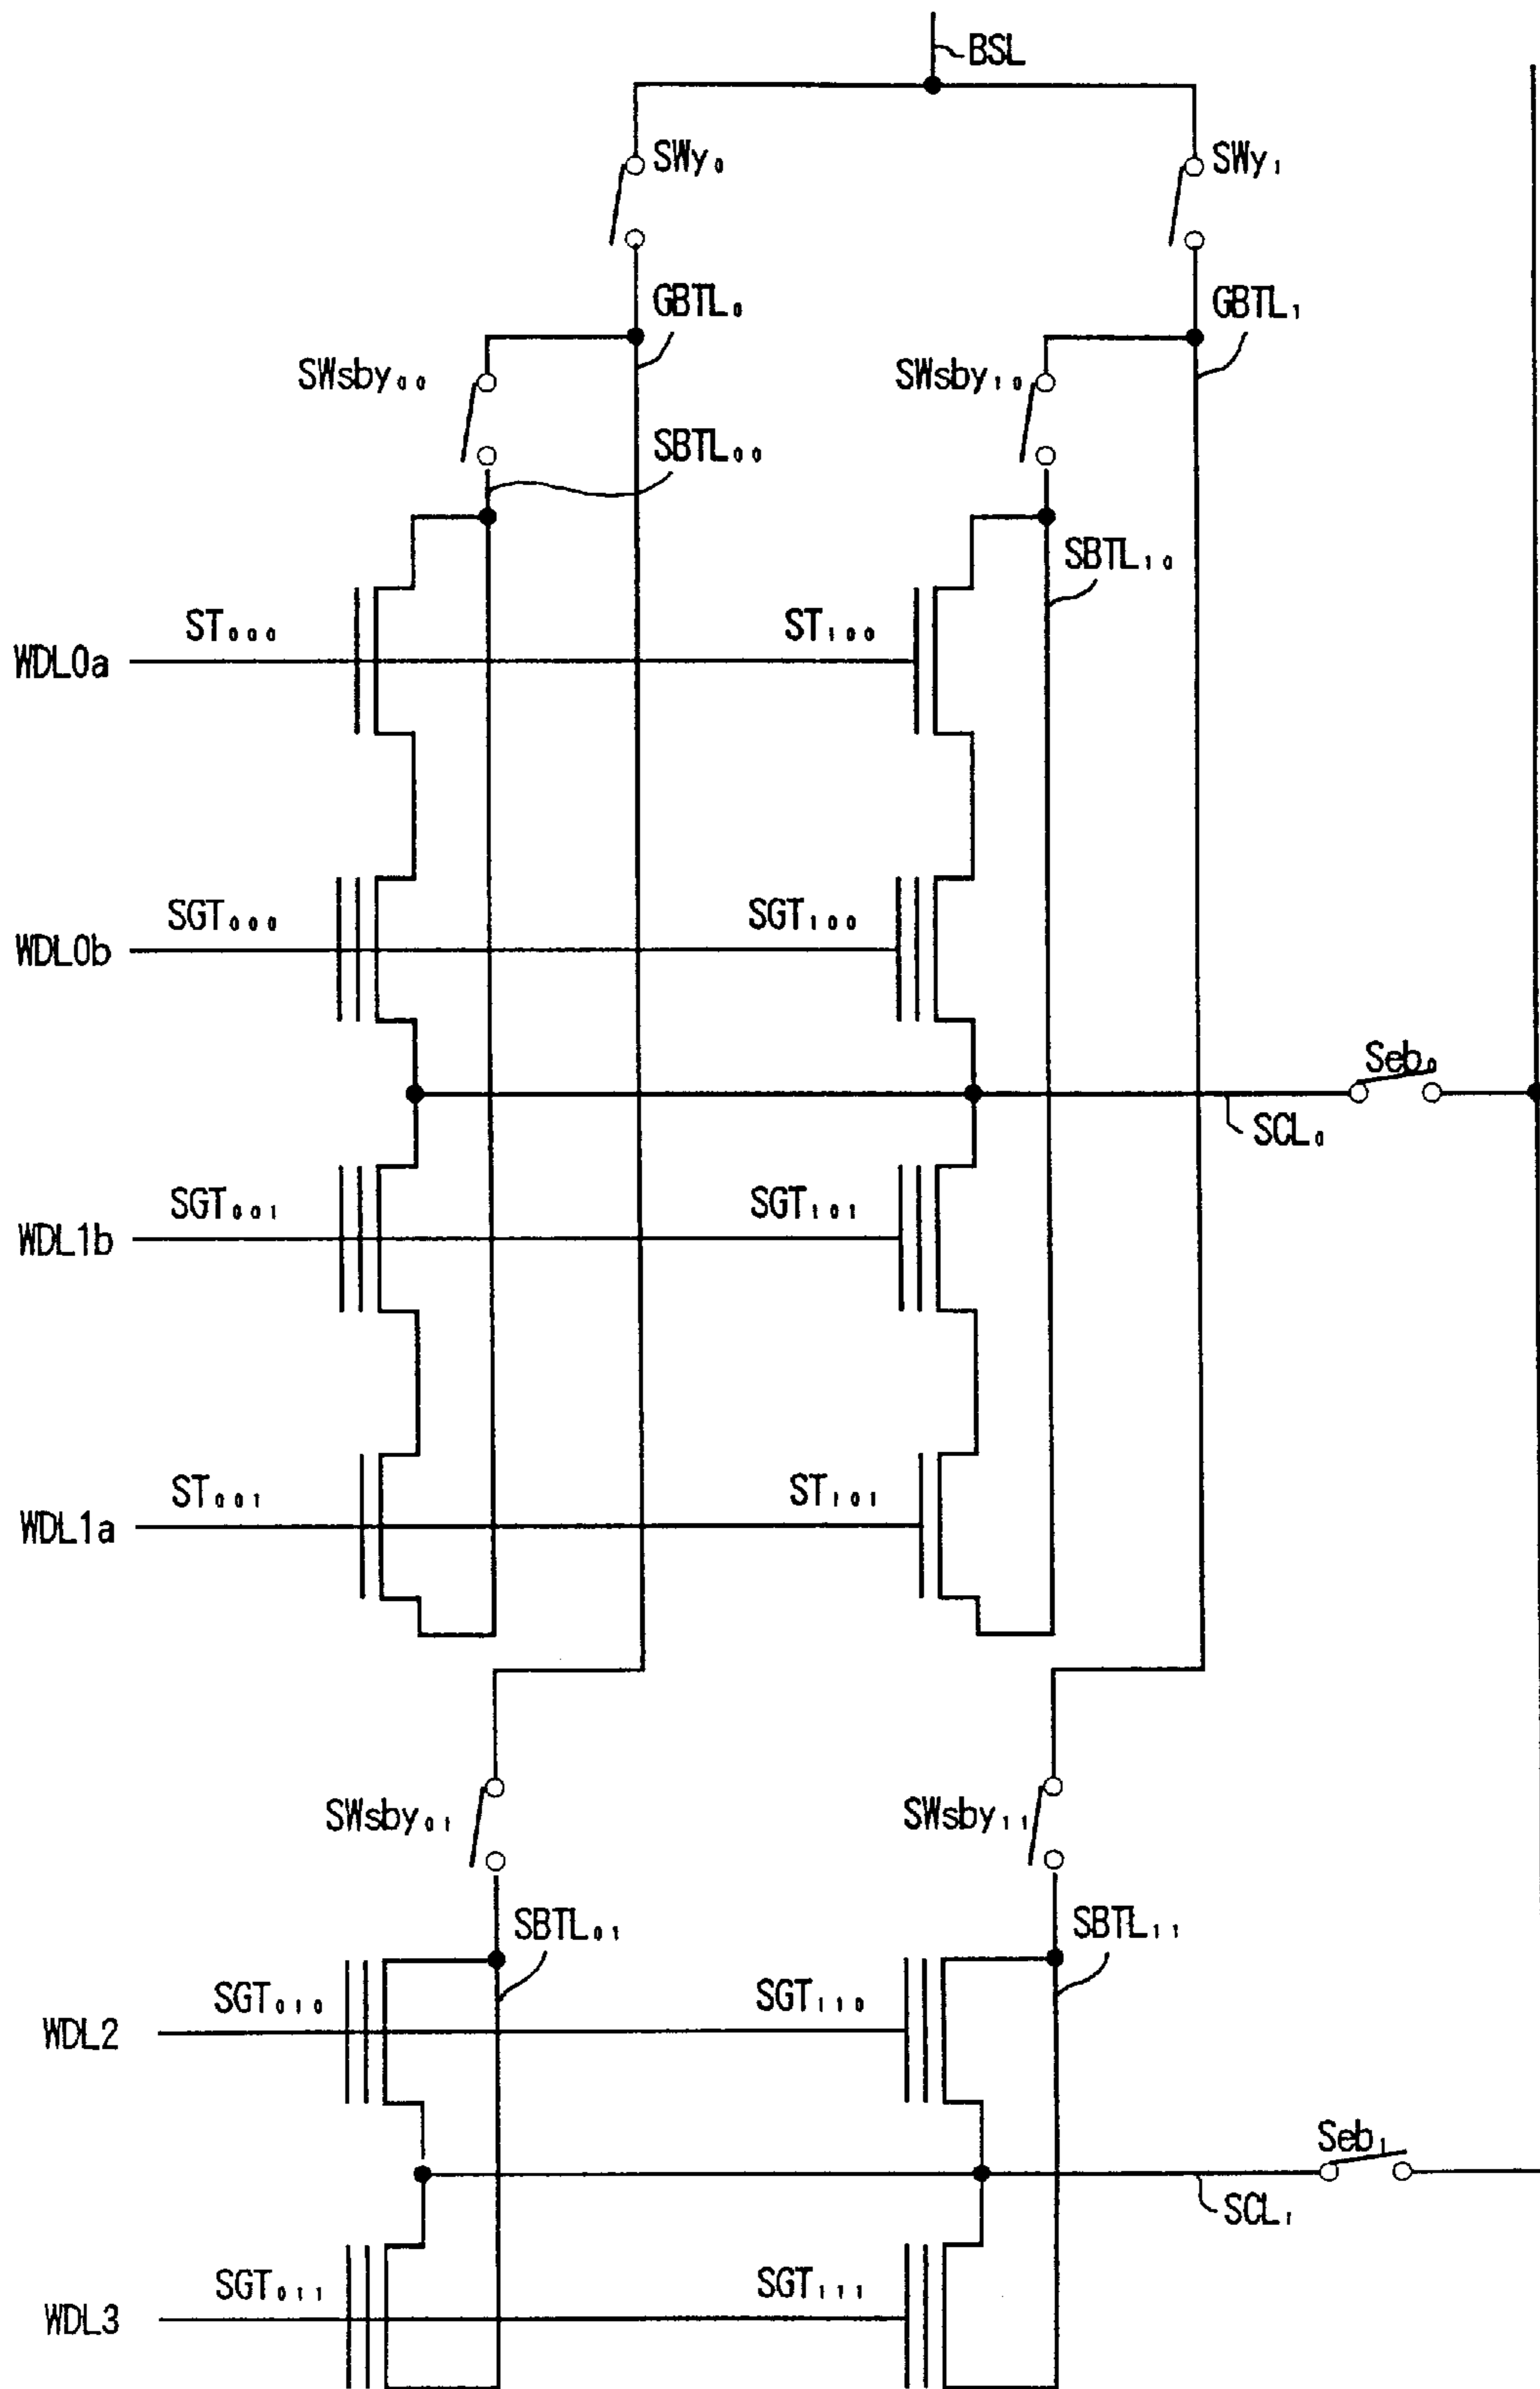 BSL
SWy₀ SWy₁
GBTL₀ GBTL₁
SWsby₀₀ SWsby₁₀
SBTL₀₀
SBTL₁₀
ST₀₀₀ ST₁₀₀
WDL0a
SGT₀₀₀ SGT₁₀₀
WDL0b
Seb₀
SCL₀
SGT₀₀₁ SGT₁₀₁
WDL1b
ST₀₀₁ ST₁₀₁
WDL1a
SWsby₀₁ SWsby₁₁
SBTL₀₁ SBTL₁₁
SGT₀₁₀ SGT₁₁₀
WDL2
Seb₁
SCL₁
SGT₀₁₁ SGT₁₁₁
WDL3